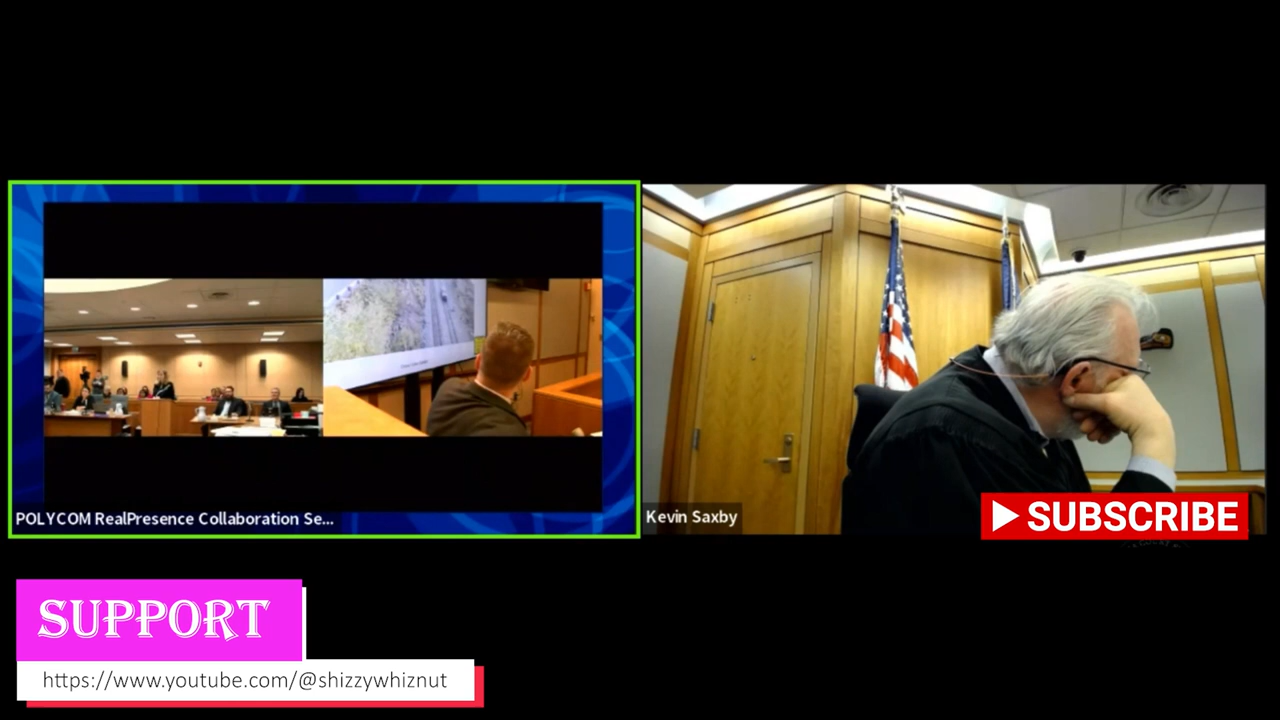 POLYCOM RealPresence Collaboration Se...
Kevin Saxby
SUBSCRIBE
SUPPORT
https://www.youtube.com/@shizzywhiznut